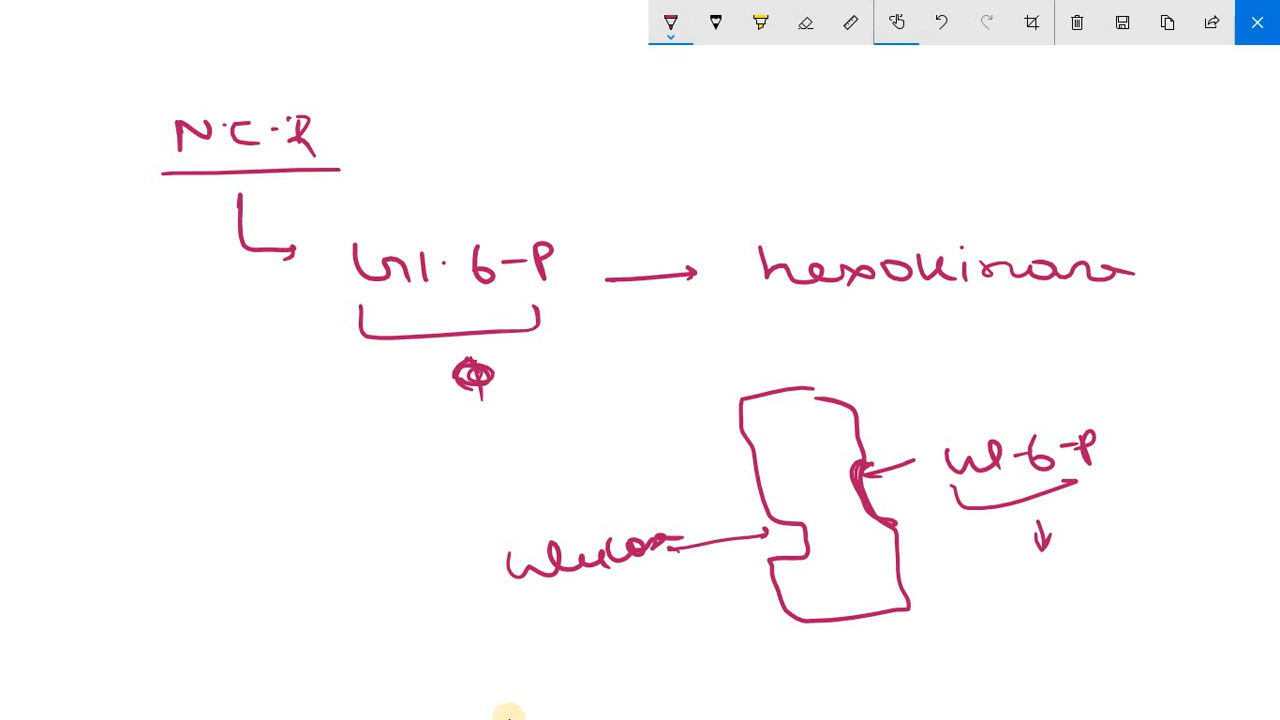 N.C.R
Gl.6-P → hexokinase
Gl-6-P
Glucose